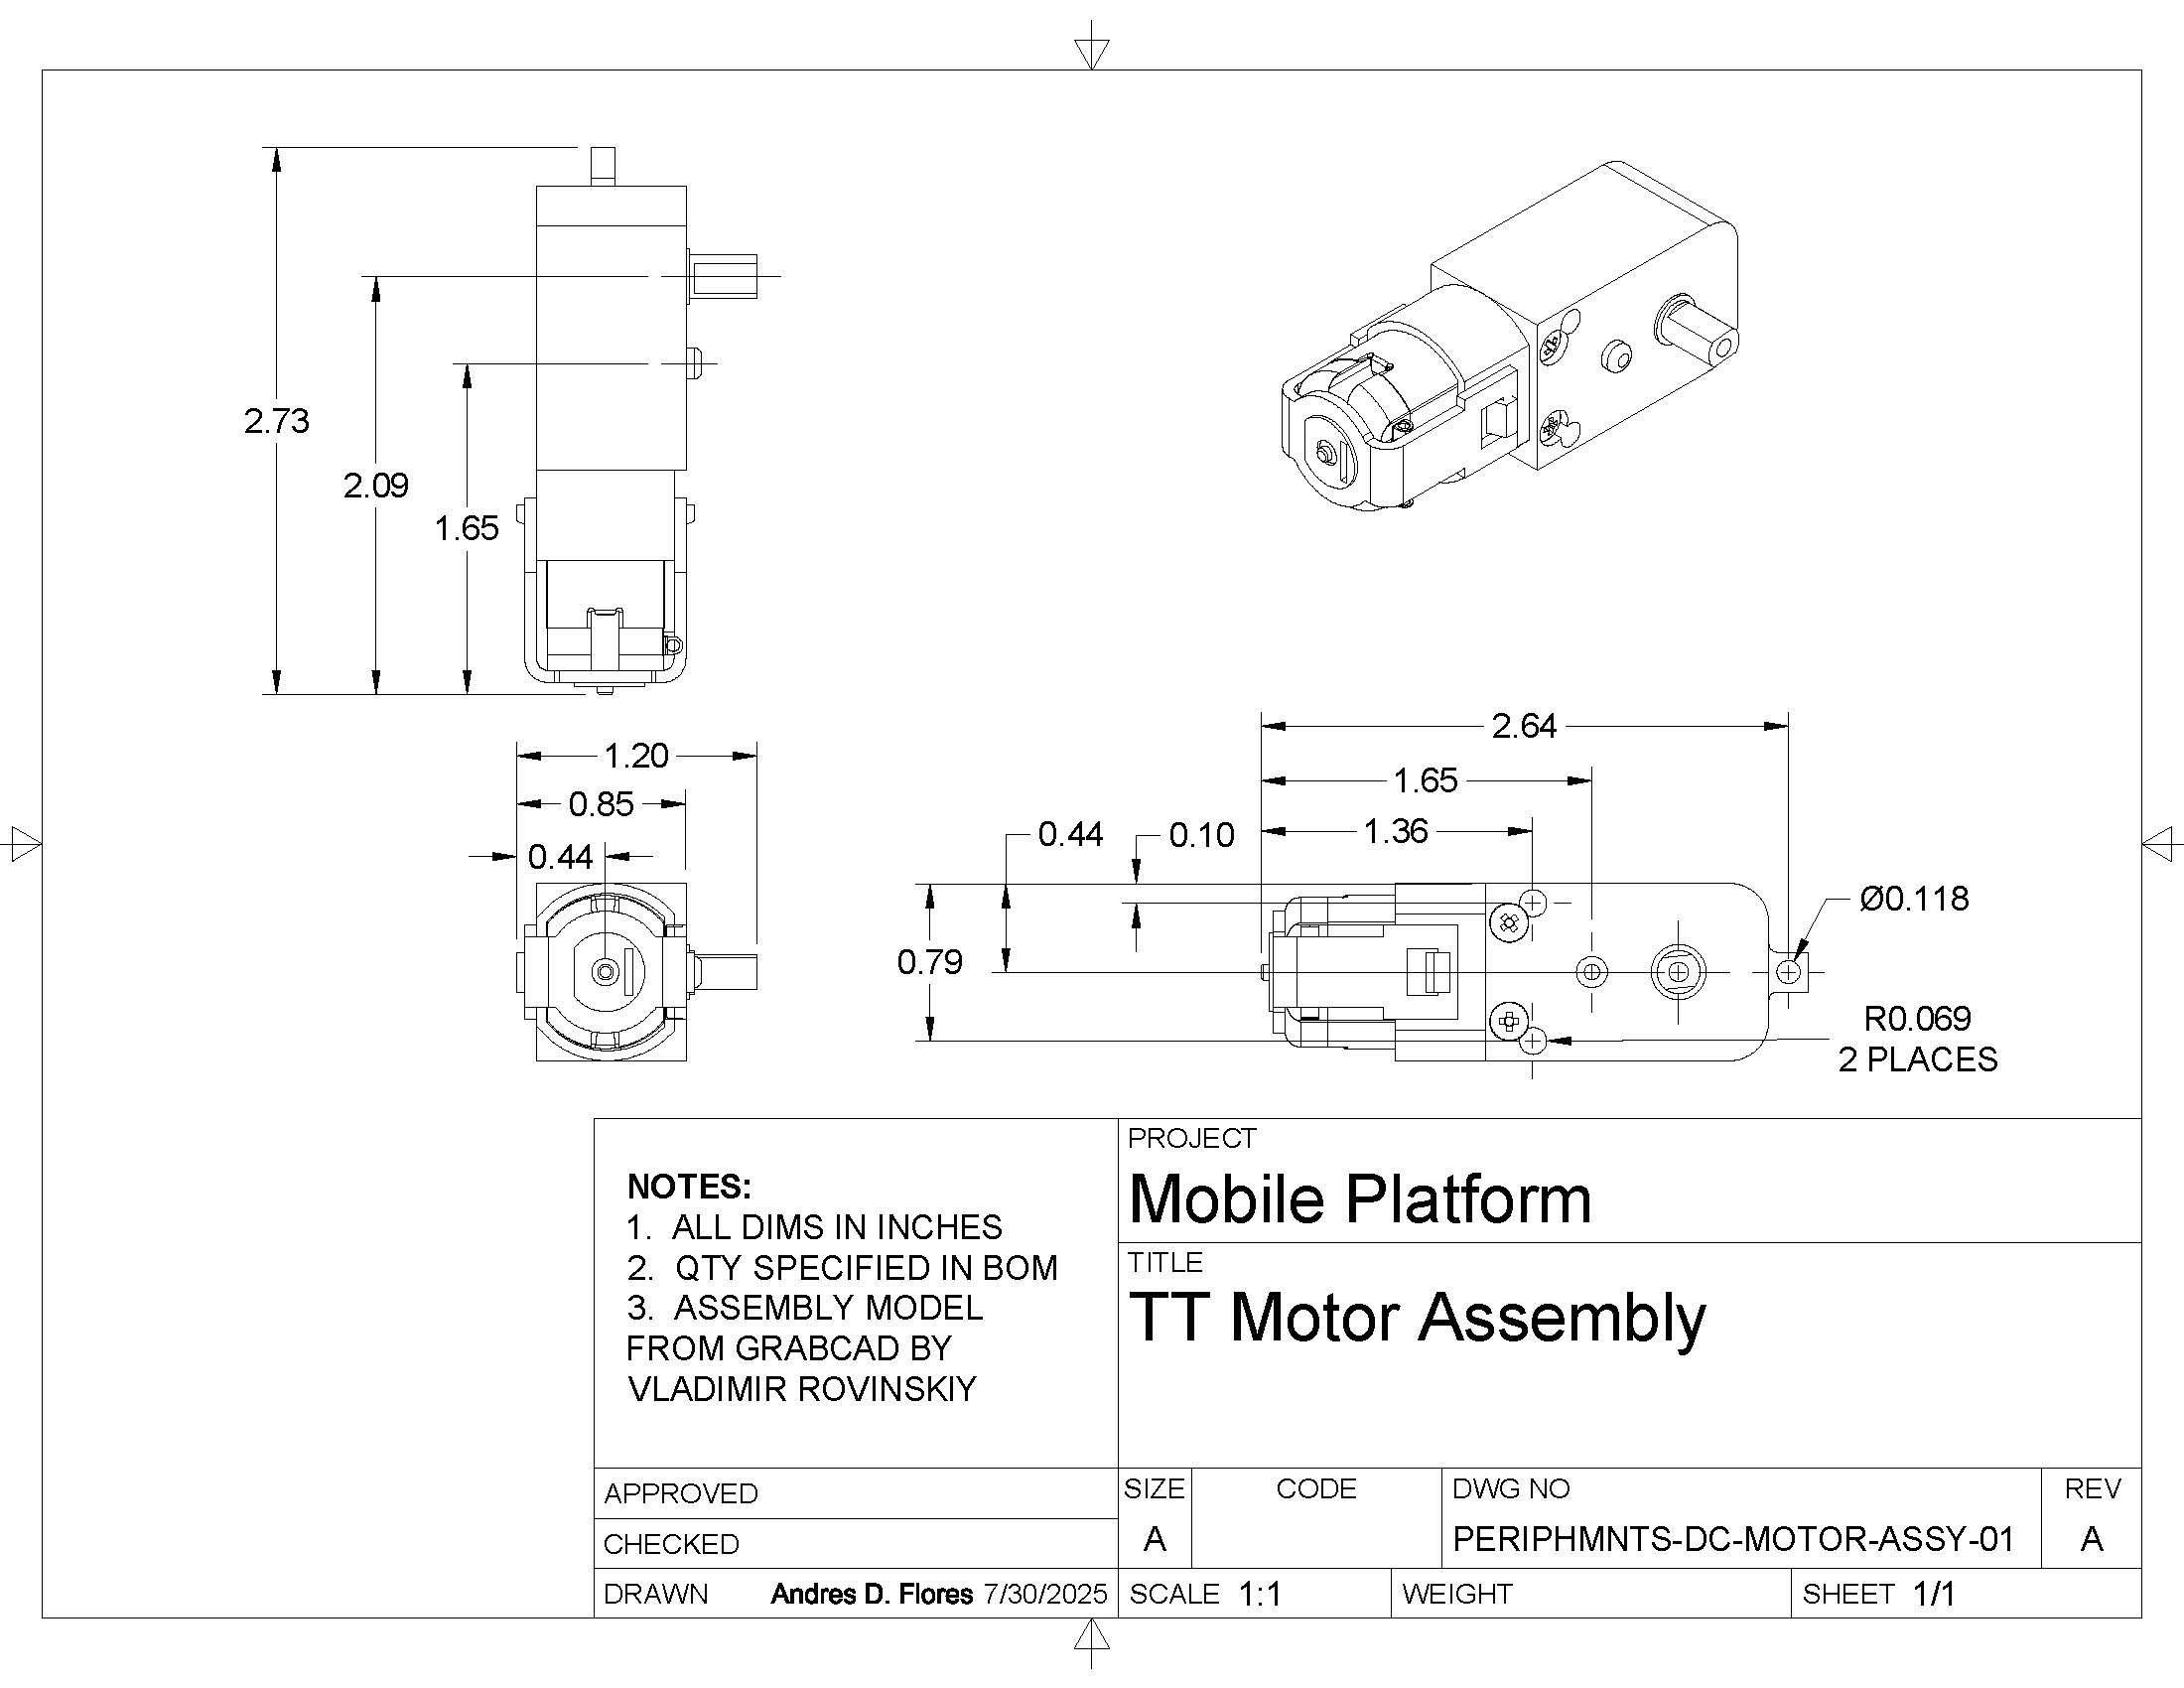 2.73
2.09
1.65
1.20
0.85
0.44
2.64
1.65
1.36
0.44
0.10
0.79
Ø0.118
R0.069
2 PLACES
NOTES:
1. ALL DIMS IN INCHES
2. QTY SPECIFIED IN BOM
3. ASSEMBLY MODEL
FROM GRABCAD BY
VLADIMIR ROVINSKIY
PROJECT
Mobile Platform
TITLE
TT Motor Assembly
APPROVED
CHECKED
DRAWN Andres D. Flores 7/30/2025
SIZE
A
CODE
DWG NO
PERIPHMNTS-DC-MOTOR-ASSY-01
REV
A
SCALE 1:1
WEIGHT
SHEET 1/1